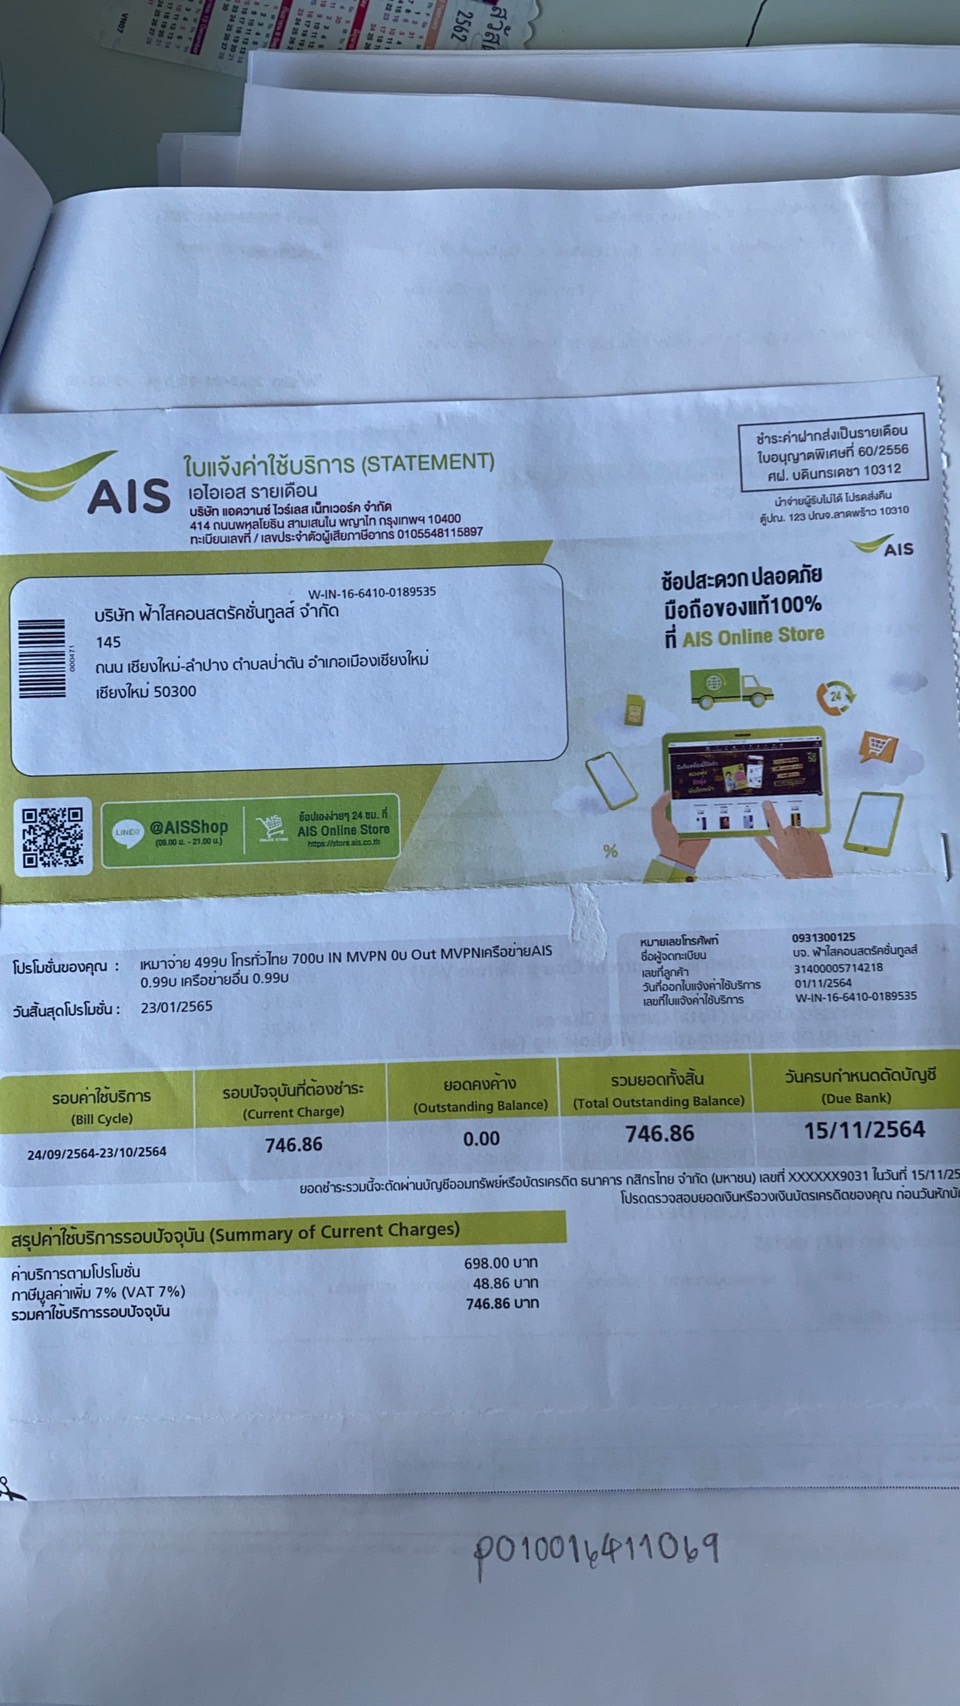 2562
AIS
ใบแจ้งค่าใช้บริการ (STATEMENT)
เอไอเอส รายเดือน
บริษัท แอดวานซ์ ไวร์เลส เน็ทเวอร์ค จำกัด
414 ถนนพหลโยธิน สามเสนใน พญาไท กรุงเทพฯ 10400
ทะเบียนเลขที่ / เลขประจำตัวผู้เสียภาษีอากร 0105548115897
ชำระค่าฝากส่งเป็นรายเดือน
ใบอนุญาตพิเศษที่ 60/2556
ศฝ. บดินทรเดชา 10312
นำจ่ายผู้รับไม่ได้ โปรดส่งคืน
ตู้ปณ. 123 ปณจ.ลาดพร้าว 10310
W-IN-16-6410-0189535
บริษัท ฟ้าใสคอนสตรัคชั่นทูลส์ จำกัด
145
ถนน เชียงใหม่-ลำปาง ตำบลป่าตัน อำเภอเมืองเชียงใหม่
เชียงใหม่ 50300
000471
AIS
ช้อปสะดวก ปลอดภัย
มือถือของแท้100%
ที่ AIS Online Store
24
%
LINE@
@AISShop
(08.00 น. - 21.00 น.)
ช้อปเองง่ายๆ 24 ชม. ที่
AIS Online Store
https://store.ais.co.th
โปรโมชั่นของคุณ : เหมาจ่าย 499บ โทรทั่วไทย 700บ IN MVPN 0บ Out MVPNเครือข่ายAIS
0.99บ เครือข่ายอื่น 0.99บ
วันสิ้นสุดโปรโมชั่น : 23/01/2565
หมายเลขโทรศัพท์ 0931300125
ชื่อผู้จดทะเบียน บจ. ฟ้าใสคอนสตรัคชั่นทูลส์
เลขที่ลูกค้า 31400005714218
วันที่ออกใบแจ้งค่าใช้บริการ 01/11/2564
เลขที่ใบแจ้งค่าใช้บริการ W-IN-16-6410-0189535
รอบค่าใช้บริการ (Bill Cycle)
รอบปัจจุบันที่ต้องชำระ (Current Charge)
ยอดคงค้าง (Outstanding Balance)
รวมยอดทั้งสิ้น (Total Outstanding Balance)
วันครบกำหนดตัดบัญชี (Due Bank)
24/09/2564-23/10/2564 746.86 0.00 746.86 15/11/2564
ยอดชำระรวมนี้จะตัดผ่านบัญชีออมทรัพย์หรือบัตรเครดิต ธนาคาร กสิกรไทย จำกัด (มหาชน) เลขที่ XXXXXX9031 ในวันที่ 15/11/25
โปรดตรวจสอบยอดเงินหรือวงเงินบัตรเครดิตของคุณ ก่อนวันหักบั
สรุปค่าใช้บริการรอบปัจจุบัน (Summary of Current Charges)
ค่าบริการตามโปรโมชั่น 698.00 บาท
ภาษีมูลค่าเพิ่ม 7% (VAT 7%) 48.86 บาท
รวมค่าใช้บริการรอบปัจจุบัน 746.86 บาท
P010016411069